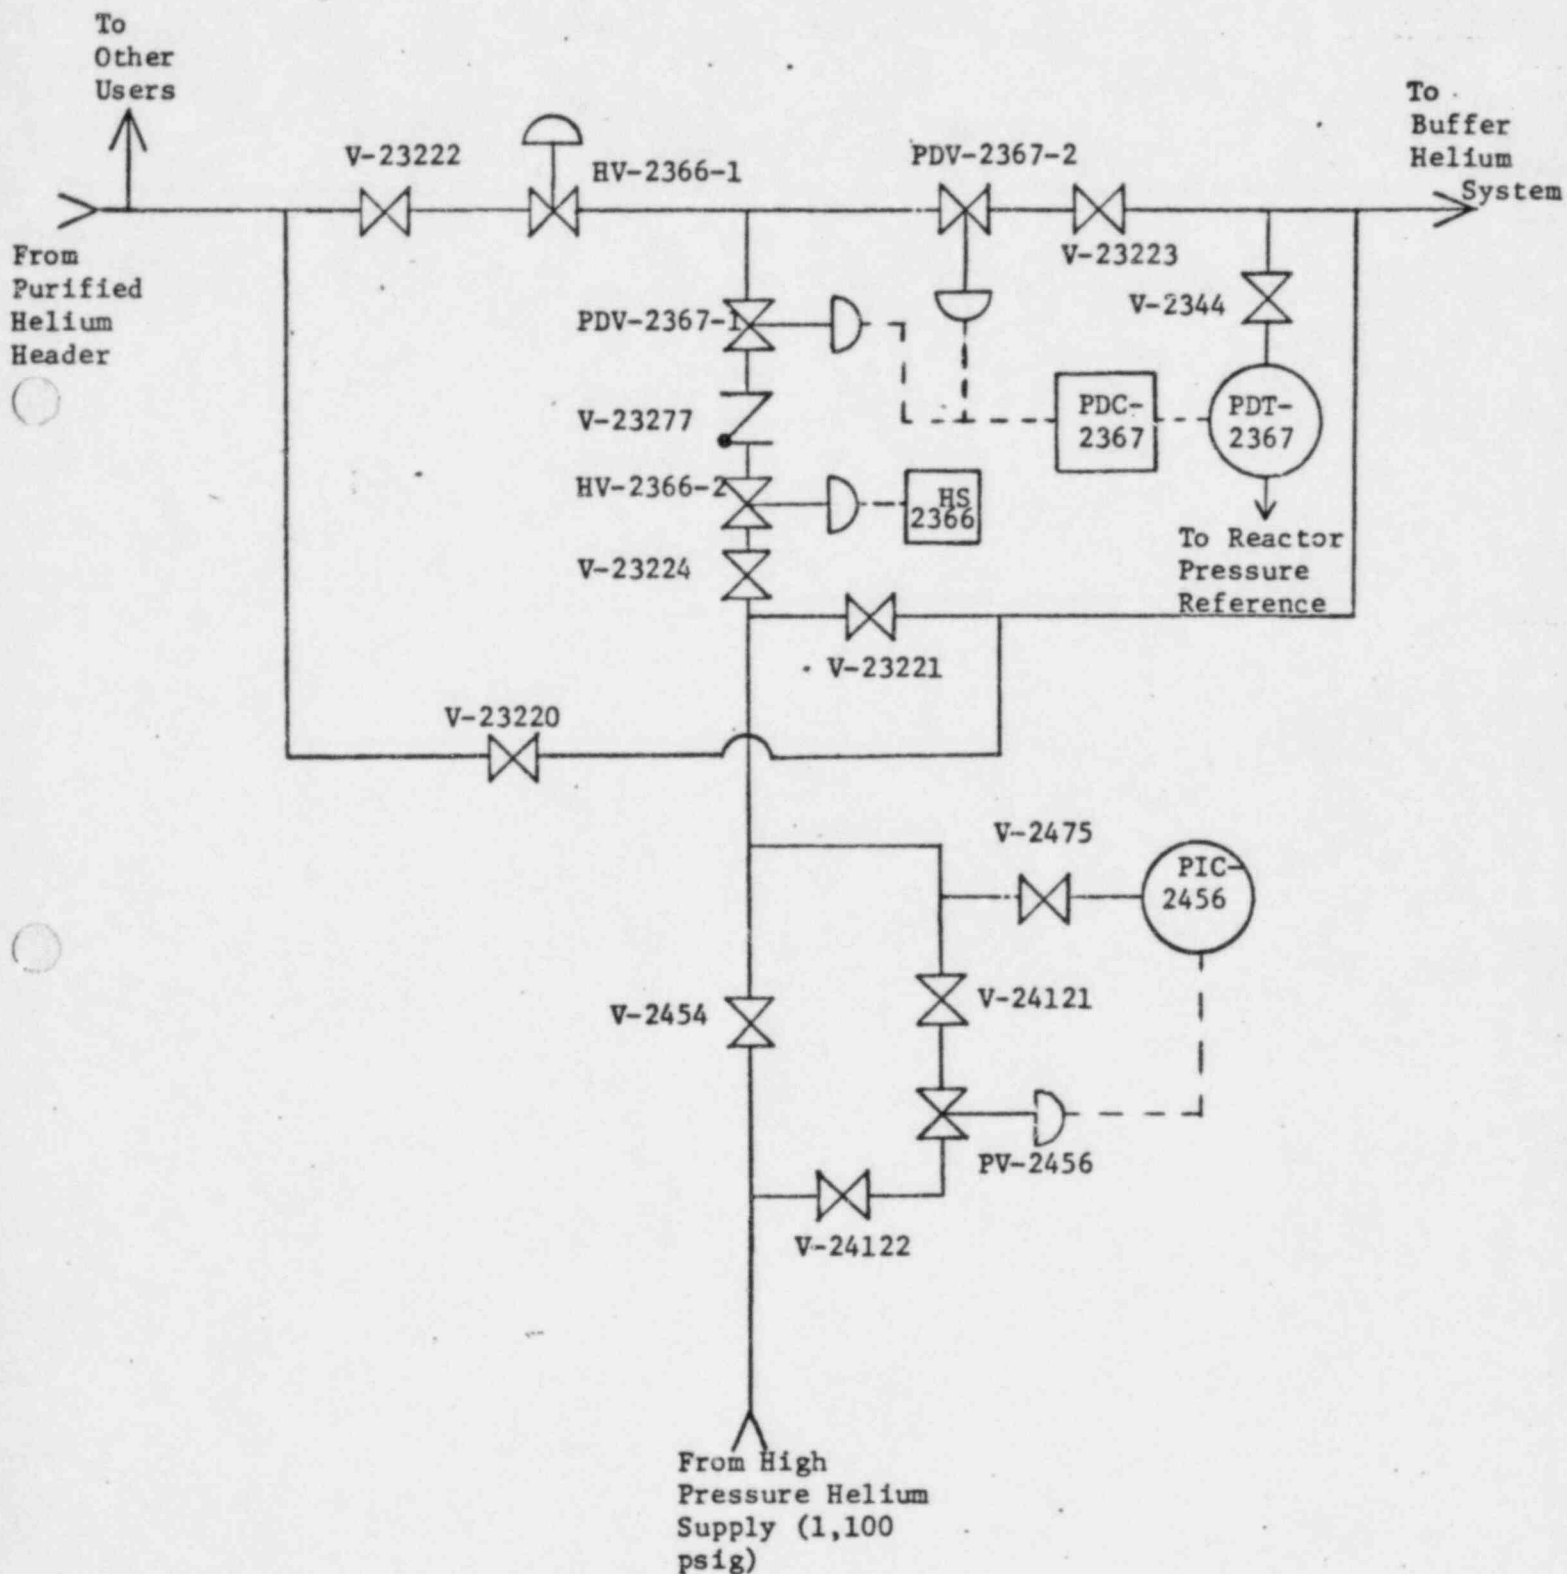 To
Other
Users
To
Buffer
Helium
System
V-23222
HV-2366-1
PDV-2367-2
From
Purified
Helium
Header
V-23223
V-2344
PDV-2367-1
PDC-
2367
PDT-
2367
V-23277
HV-2366-2
HS
2366
V-23224
To Reactor
Pressure
Reference
V-23221
V-23220
V-2475
PIC-
2456
V-2454
V-24121
PV-2456
V-24122
From High
Pressure Helium
Supply (1,100
psig)